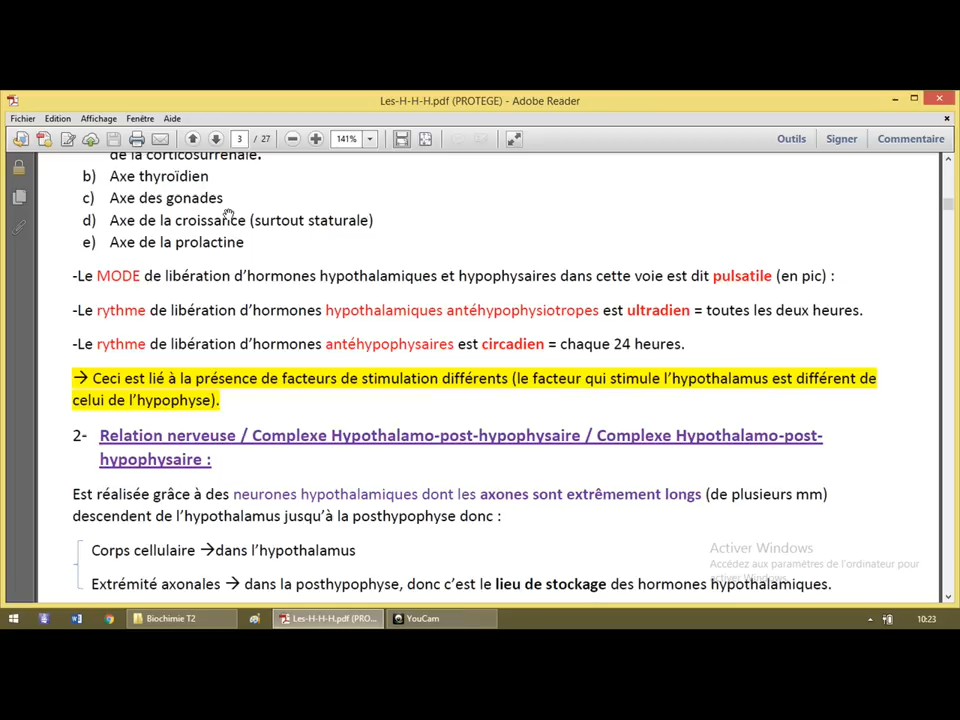 Les-H-H-H.pdf (PROTEGE) - Adobe Reader
Fichier Edition Affichage Fenêtre Aide
3 / 27 141% Outils Signer Commentaire
de la corticosurrénale.
b) Axe thyroïdien
c) Axe des gonades
d) Axe de la croissance (surtout staturale)
e) Axe de la prolactine
-Le MODE de libération d’hormones hypothalamiques et hypophysaires dans cette voie est dit pulsatile (en pic) :
-Le rythme de libération d’hormones hypothalamiques antéhypophysiotropes est ultradien = toutes les deux heures.
-Le rythme de libération d’hormones antéhypophysaires est circadien = chaque 24 heures.
→ Ceci est lié à la présence de facteurs de stimulation différents (le facteur qui stimule l’hypothalamus est différent de
celui de l’hypophyse).
2- Relation nerveuse / Complexe Hypothalamo-post-hypophysaire / Complexe Hypothalamo-post-
hypophysaire :
Est réalisée grâce à des neurones hypothalamiques dont les axones sont extrêmement longs (de plusieurs mm)
descendent de l’hypothalamus jusqu’à la posthypophyse donc :
Corps cellulaire →dans l’hypothalamus
Extrémité axonales → dans la posthypophyse, donc c’est le lieu de stockage des hormones hypothalamiques.
Activer Windows
Accédez aux paramètres de l'ordinateur pour
activer Windows.
Biochimie T2 Les-H-H-H.pdf (PRO... YouCam 10:23